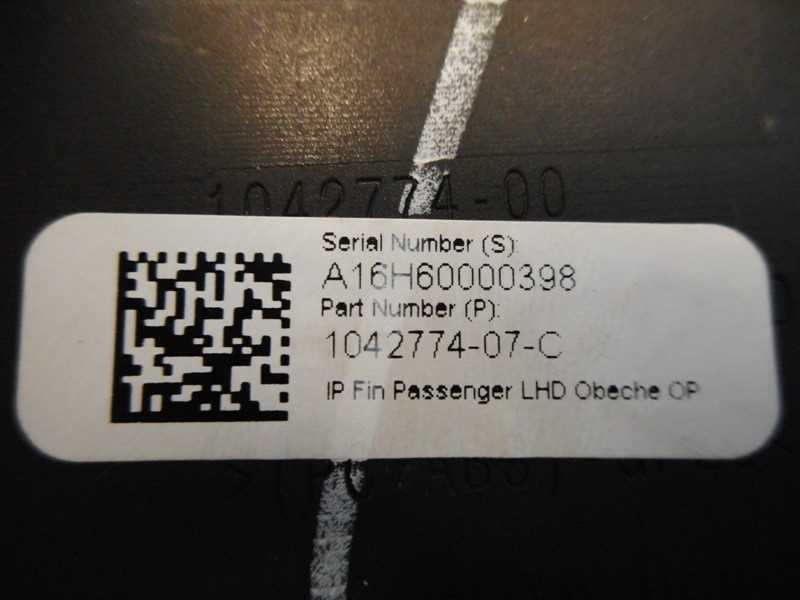 1042774-00
Serial Number (S):
A16H60000398
Part Number (P):
1042774-07-C
IP Fin Passenger LHD Obeche OP